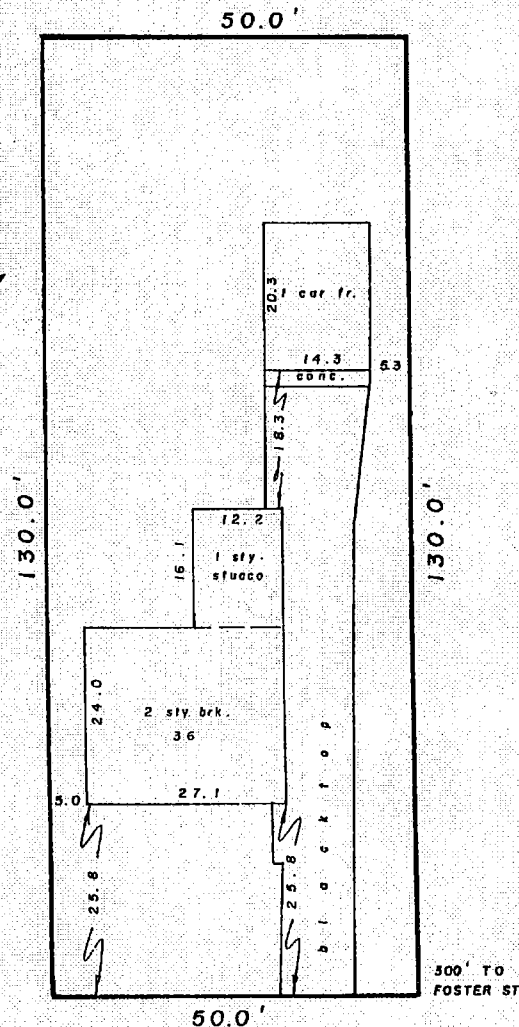 50.0'
20.3
1 car fr.
14.3
5.3
conc.
18.3
130.0'
130.0'
12.2
16.1
1 sty.
stucco
24.0
2 sty. brk.
36
27.1
5.0
25.8
25.8
blacktop
300' TO
FOSTER ST
50.0'